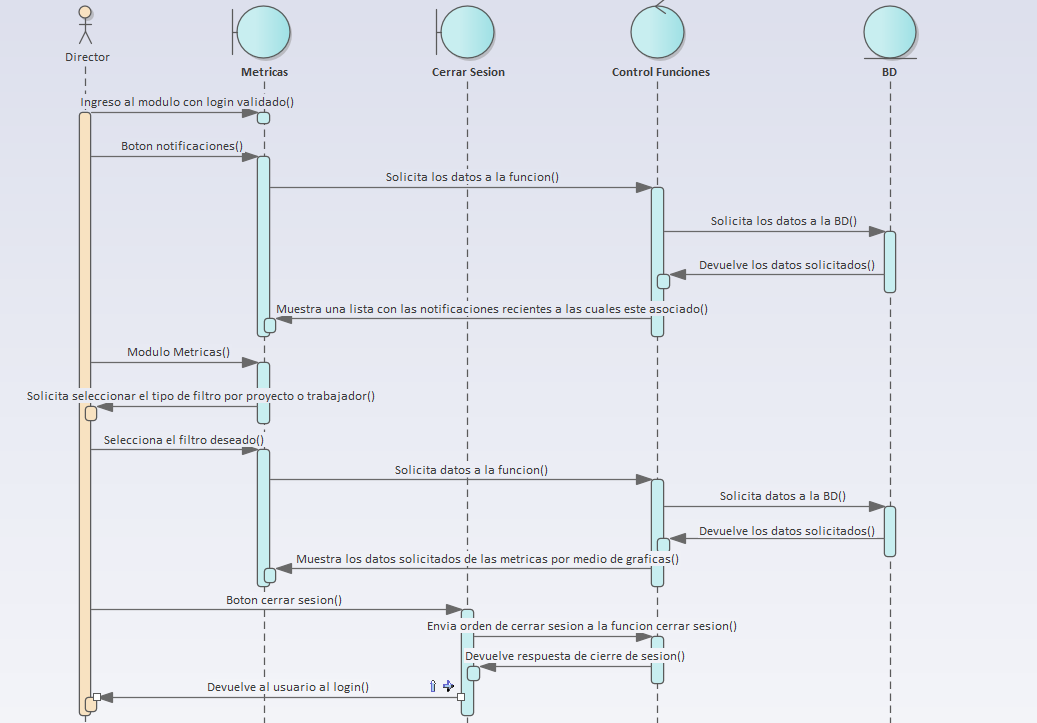 Director
Metricas
Cerrar Sesion
Control Funciones
BD
Ingreso al modulo con login validado()
Boton notificaciones()
Solicita los datos a la funcion()
Solicita los datos a la BD()
Devuelve los datos solicitados()
Muestra una lista con las notificaciones recientes a las cuales este asociado()
Modulo Metricas()
Solicita seleccionar el tipo de filtro por proyecto o trabajador()
Selecciona el filtro deseado()
Solicita datos a la funcion()
Solicita datos a la BD()
Devuelve los datos solicitados()
Muestra los datos solicitados de las metricas por medio de graficas()
Boton cerrar sesion()
Envia orden de cerrar sesion a la funcion cerrar sesion()
Devuelve respuesta de cierre de sesion()
Devuelve al usuario al login()